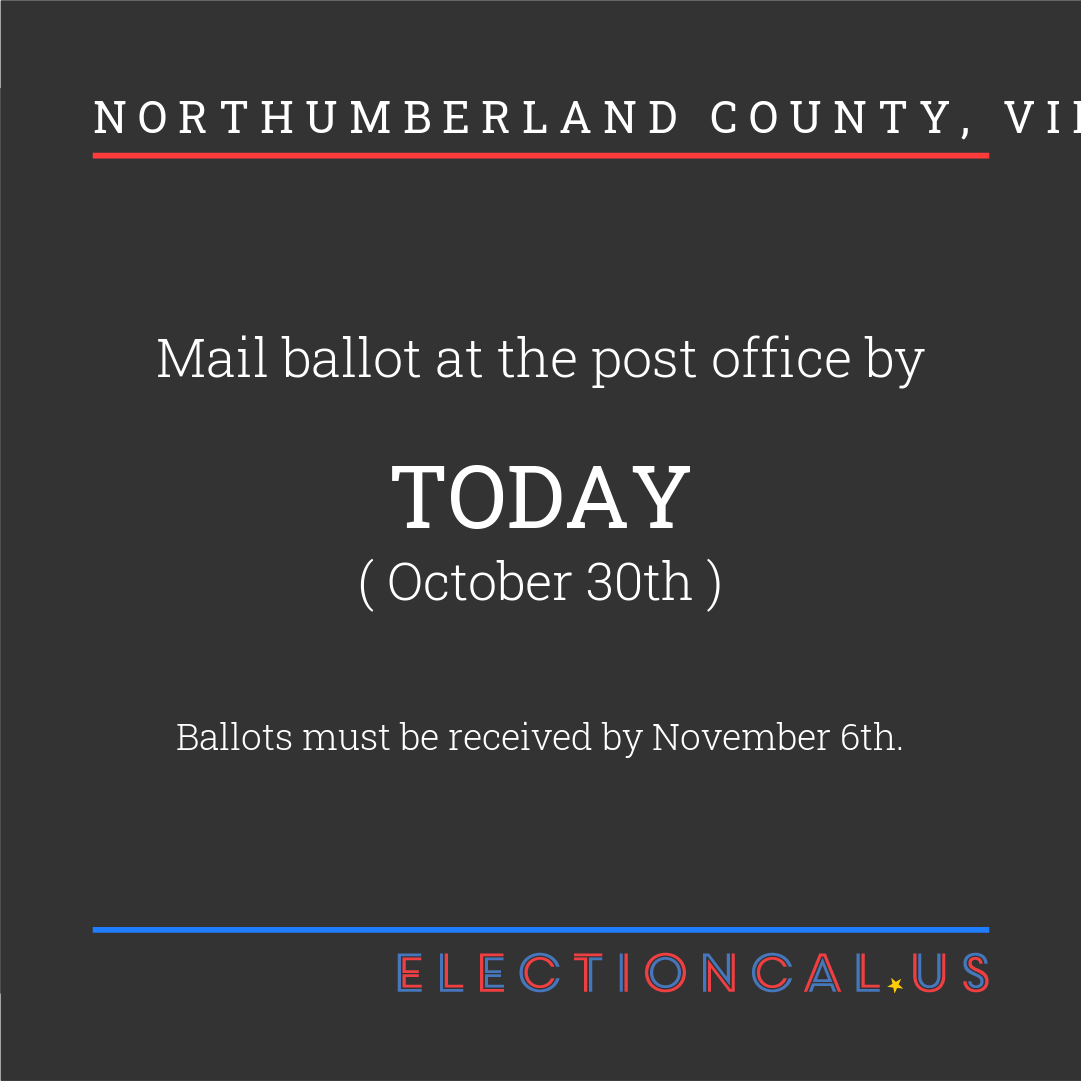 NORTHUMBERLAND COUNTY,
Mail ballot at the post office by
TODAY
( October 30th )
Ballots must be received by November 6th.
ELECTIONCAL.US